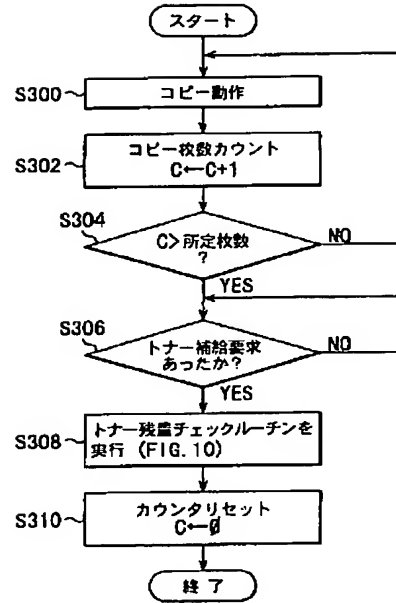 スタート
S300
コピー動作
S302
コピー枚数カウント
C←C+1
S304
C>所定枚数
?
NO
YES
S306
トナー補給要求
あったか?
NO
YES
S308
トナー残量チェックルーチンを
実行 (FIG. 10)
S310
カウンタリセット
C←0
終了